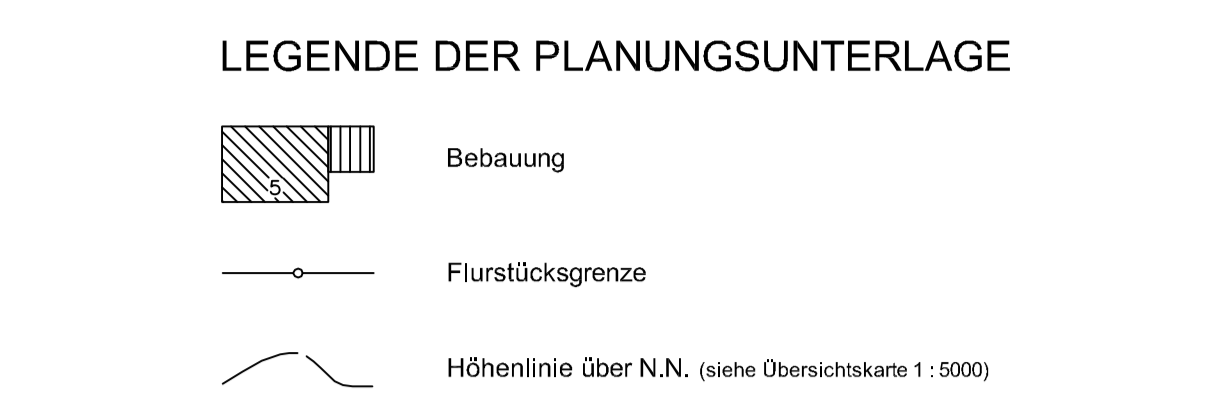 LEGENDE DER PLANUNGSUNTERLAGE
5
Bebauung
Flurstücksgrenze
Höhenlinie über N.N. (siehe Übersichtskarte 1 : 5000)